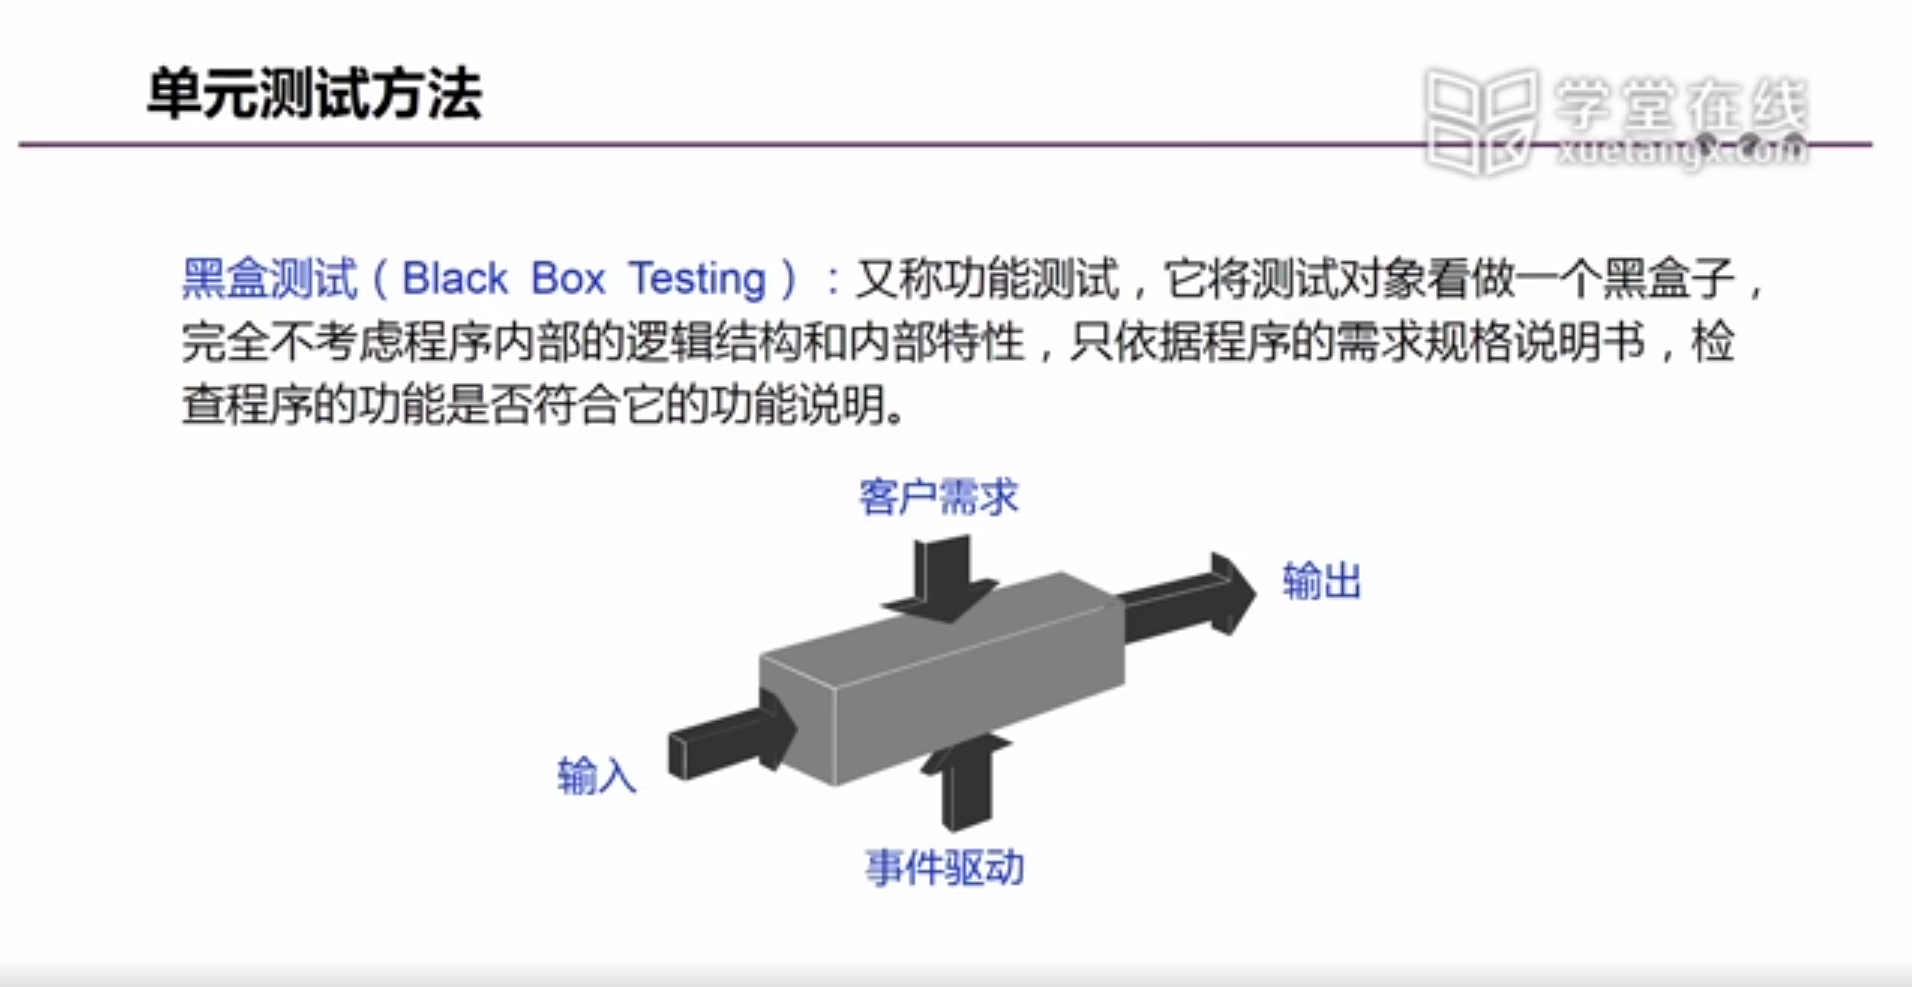 单元测试方法
学堂在线
xuetangx.com
黑盒测试（Black Box Testing）：又称功能测试，它将测试对象看做一个黑盒子，
完全不考虑程序内部的逻辑结构和内部特性，只依据程序的需求规格说明书，检
查程序的功能是否符合它的功能说明。
客户需求
输出
输入
事件驱动